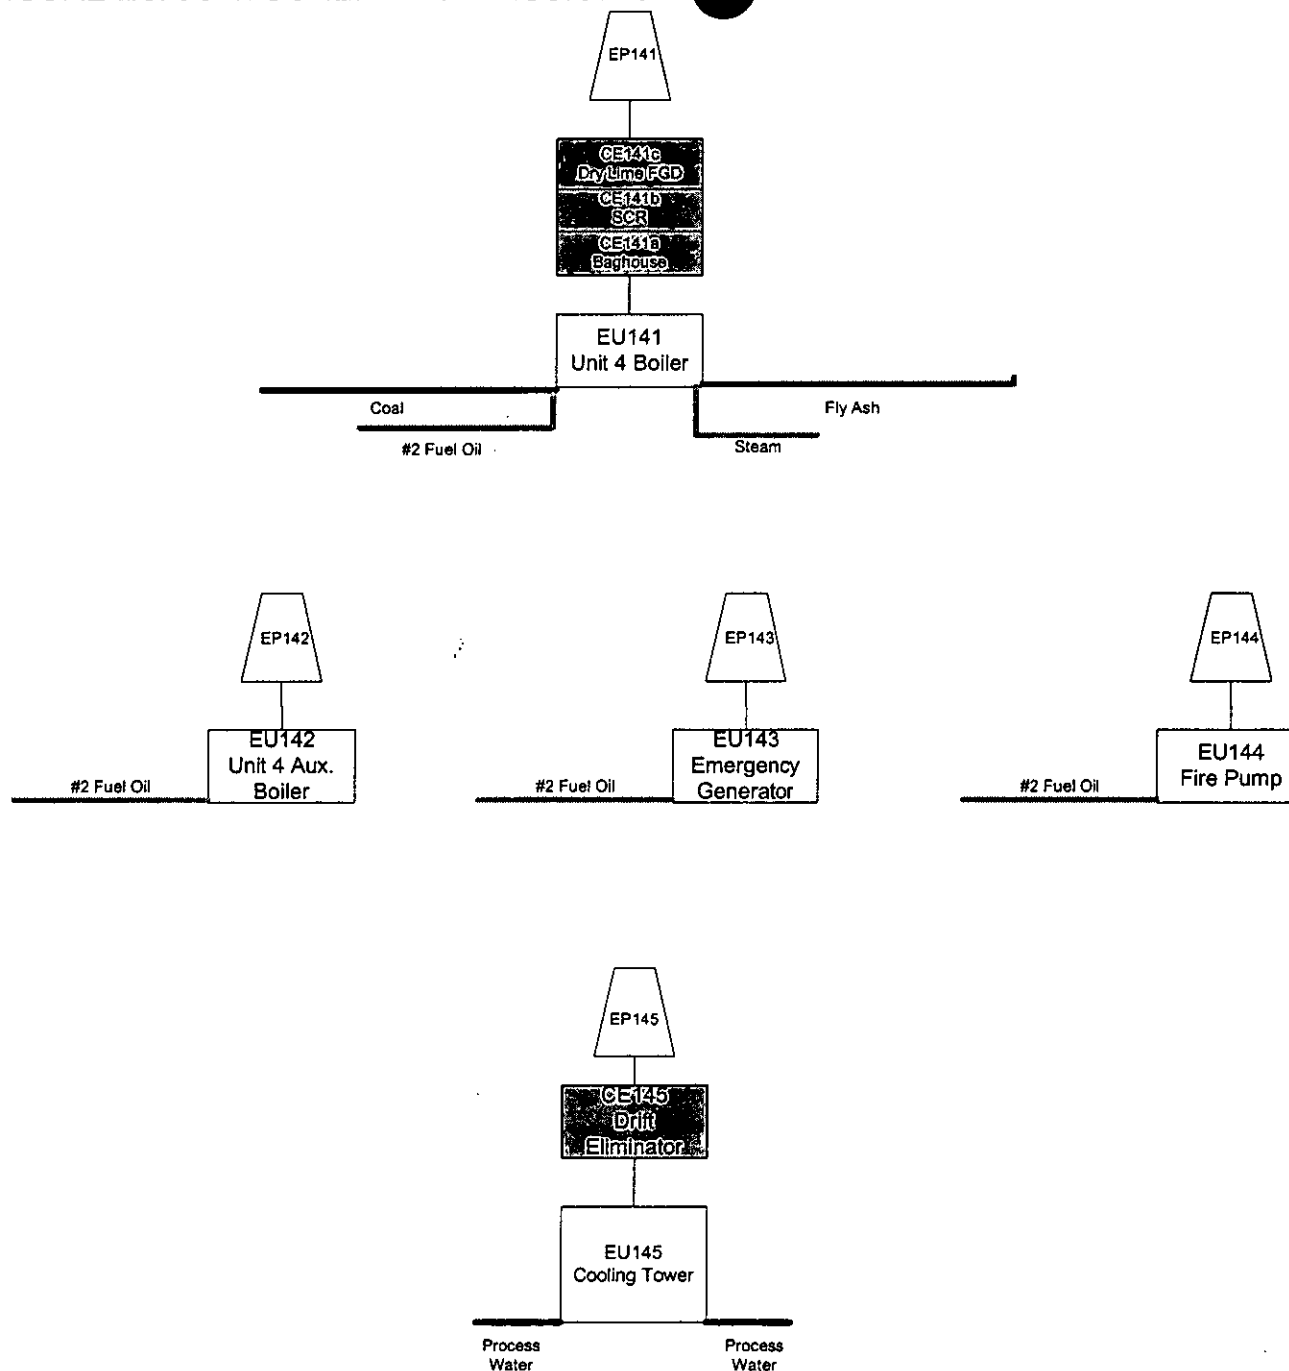 EP141
CE141c
Dry Lime FGD
CE141b
SCR
CE141a
Baghouse
EU141
Unit 4 Boiler
Coal
Fly Ash
#2 Fuel Oil
Steam
EP142
EP143
EP144
EU142
Unit 4 Aux.
Boiler
#2 Fuel Oil
EU143
Emergency
Generator
#2 Fuel Oil
EU144
Fire Pump
#2 Fuel Oil
EP145
CE145
Drift
Eliminator
EU145
Cooling Tower
Process
Water
Process
Water